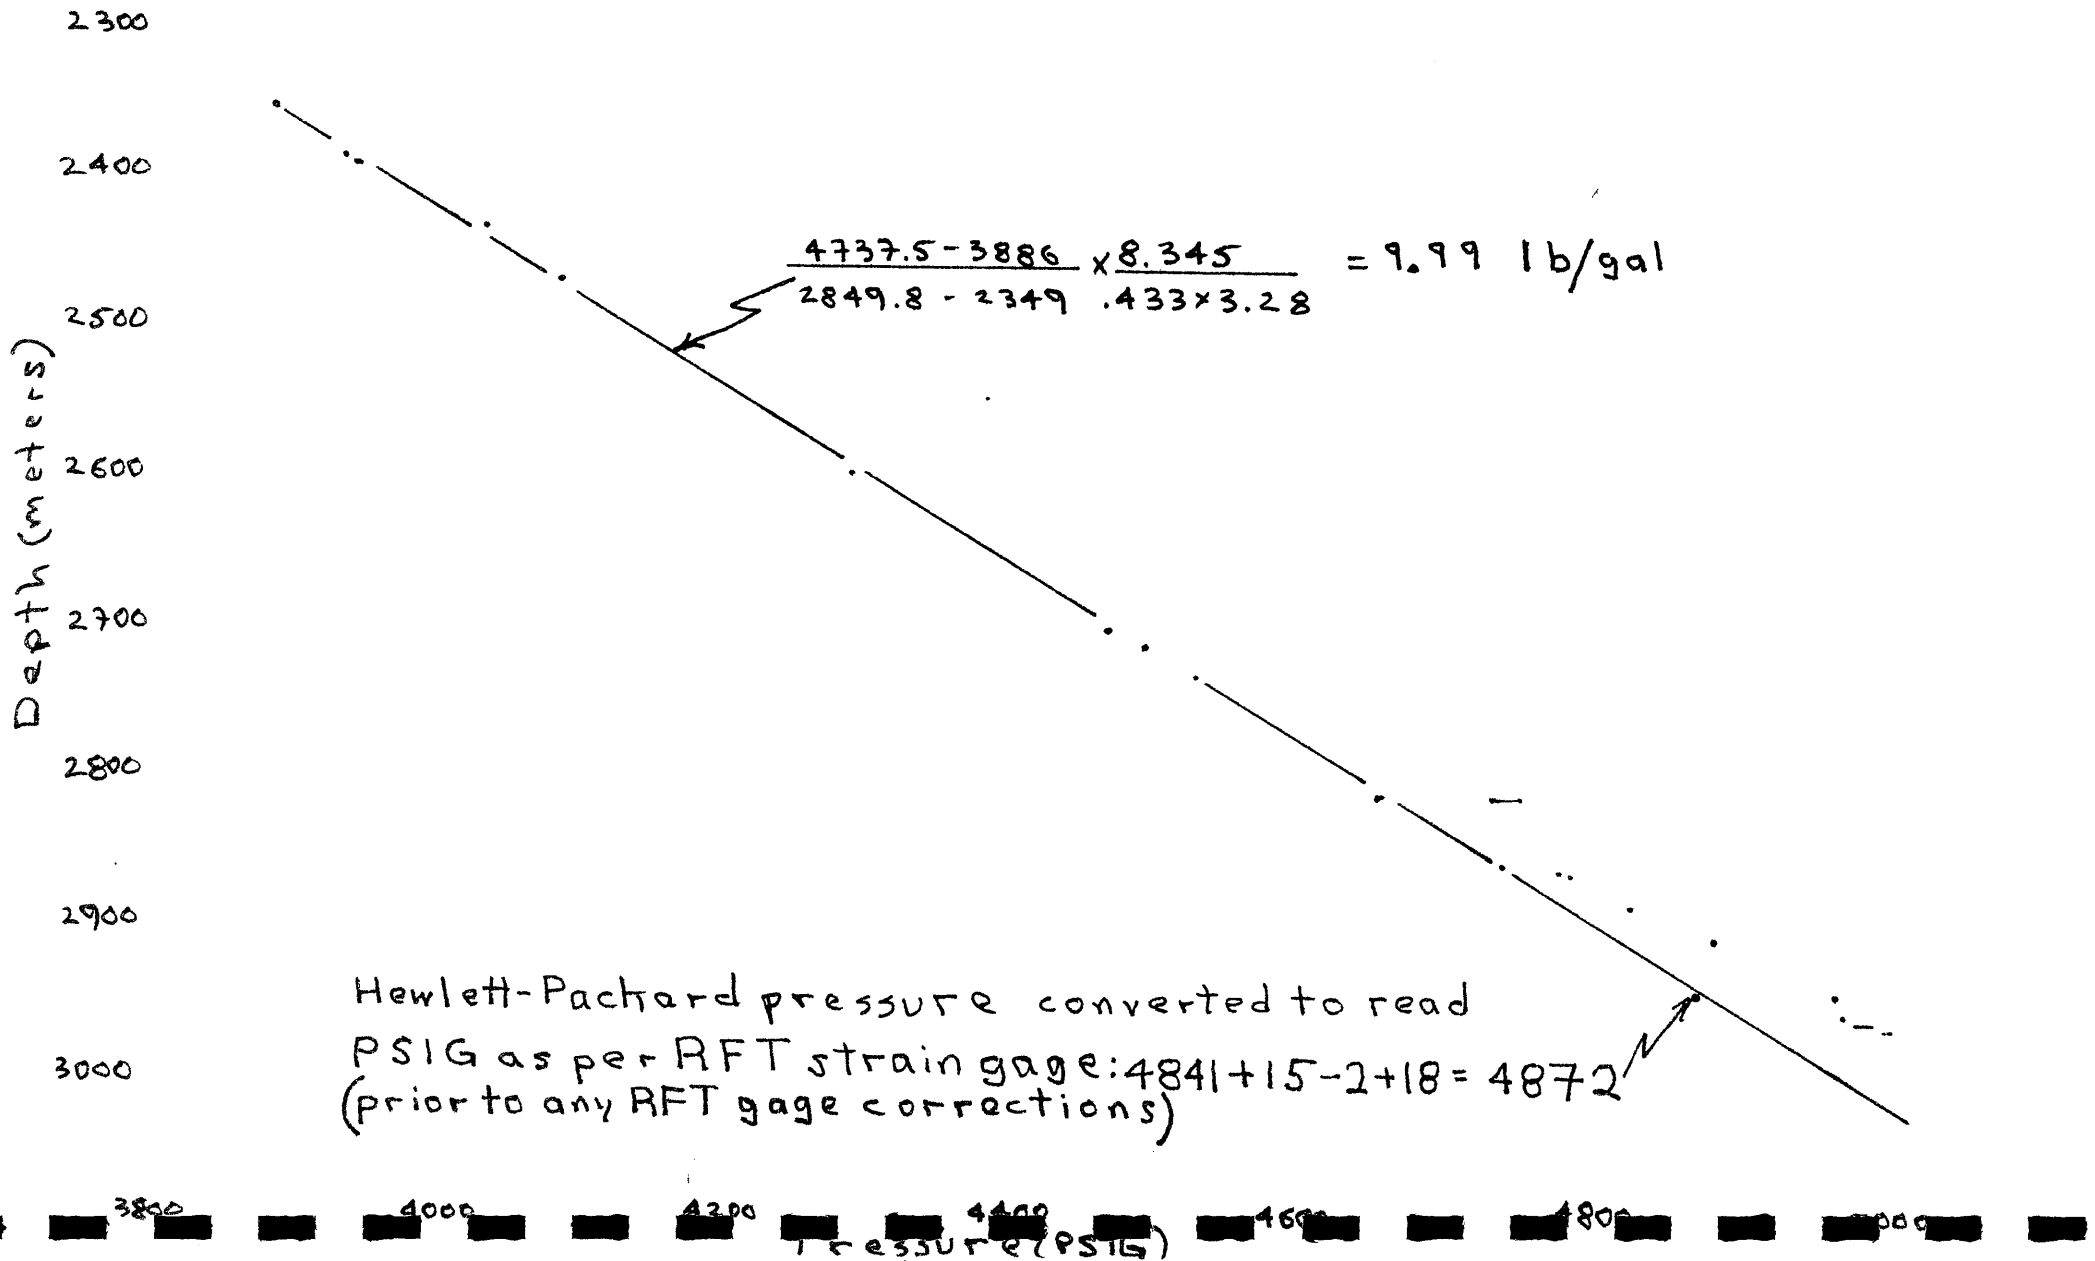 2300
2400
4737.5-3886 × 8.345 = 9.99 lb/gal
2849.8 - 2349 .433×3.28
2500
Depth (meters)
2600
2700
2800
2900
Hewlett-Packard pressure converted to read
PSIG as per RFT strain gage: 4841+15-2+18= 4872
3000
(prior to any RFT gage corrections)
3800 4000 4200 4400 4600 4800 5000
Pressure (PSIG)